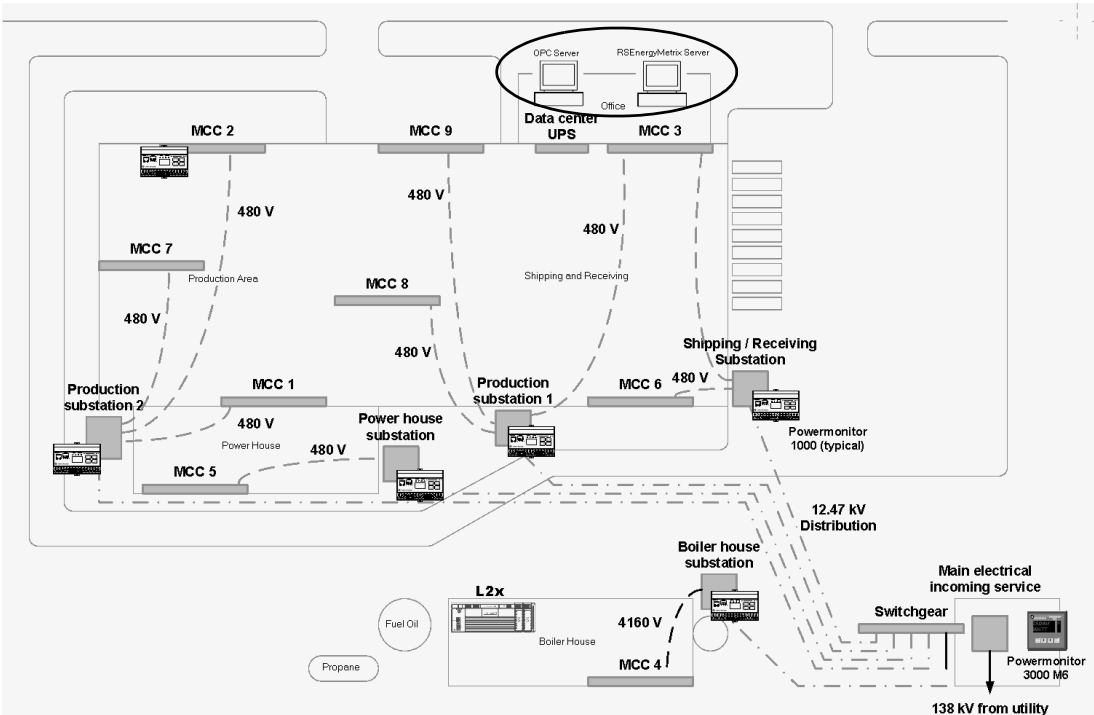 OPC Server
RSEnergyMetrix Server
Office
MCC 2
MCC 9
Data center
UPS
MCC 3
480 V
480 V
480 V
MCC 7
Production Area
MCC 8
Shipping and Receiving
480 V
480 V
Shipping / Receiving
Substation
480 V
Production
substation 2
MCC 1
Production
substation 1
MCC 6
480 V
Power house
substation
Powermonitor
1000 (typical)
Power House
480 V
MCC 5
12.47 kV
Distribution
Boiler house
substation
Main electrical
incoming service
L2x
Switchgear
Fuel Oil
4160 V
Boiler House
Propane
MCC 4
Powermonitor
3000 M6
138 kV from utility